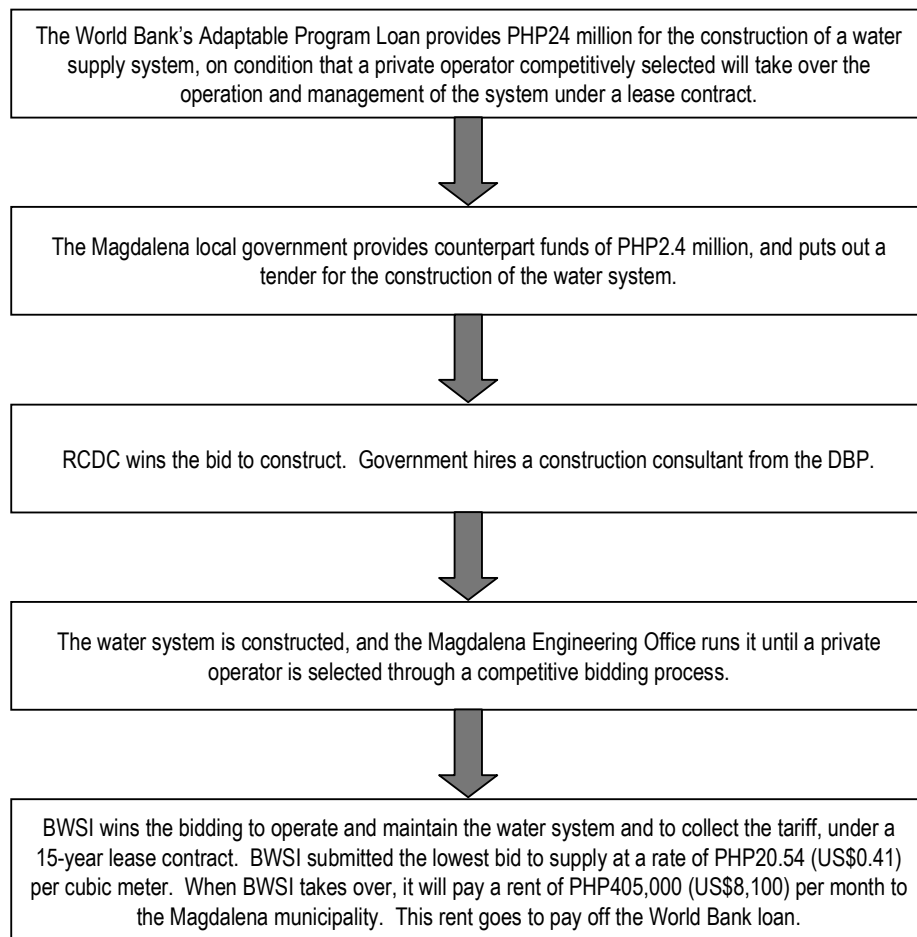 The World Bank’s Adaptable Program Loan provides PHP24 million for the construction of a water
supply system, on condition that a private operator competitively selected will take over the
operation and management of the system under a lease contract.
The Magdalena local government provides counterpart funds of PHP2.4 million, and puts out a
tender for the construction of the water system.
RCDC wins the bid to construct.  Government hires a construction consultant from the DBP.
The water system is constructed, and the Magdalena Engineering Office runs it until a private
operator is selected through a competitive bidding process.
BWSI wins the bidding to operate and maintain the water system and to collect the tariff, under a
15-year lease contract.  BWSI submitted the lowest bid to supply at a rate of PHP20.54 (US$0.41)
per cubic meter.  When BWSI takes over, it will pay a rent of PHP405,000 (US$8,100) per month to
the Magdalena municipality.  This rent goes to pay off the World Bank loan.